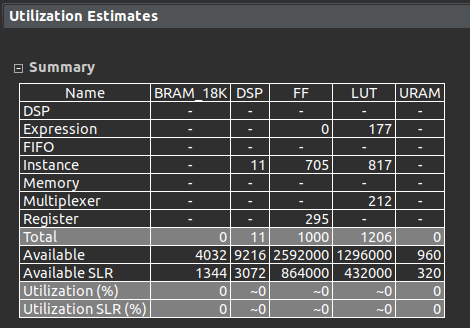 Utilization Estimates
Summary
Name BRAM_18K DSP FF LUT URAM
DSP - - - - -
Expression - - 0 177 -
FIFO - - - - -
Instance - 11 705 817 -
Memory - - - - -
Multiplexer - - - 212 -
Register - - 295 - -
Total 0 11 1000 1206 0
Available 4032 9216 2592000 1296000 960
Available SLR 1344 3072 864000 432000 320
Utilization (%) 0 ~0 ~0 ~0 0
Utilization SLR (%) 0 ~0 ~0 ~0 0